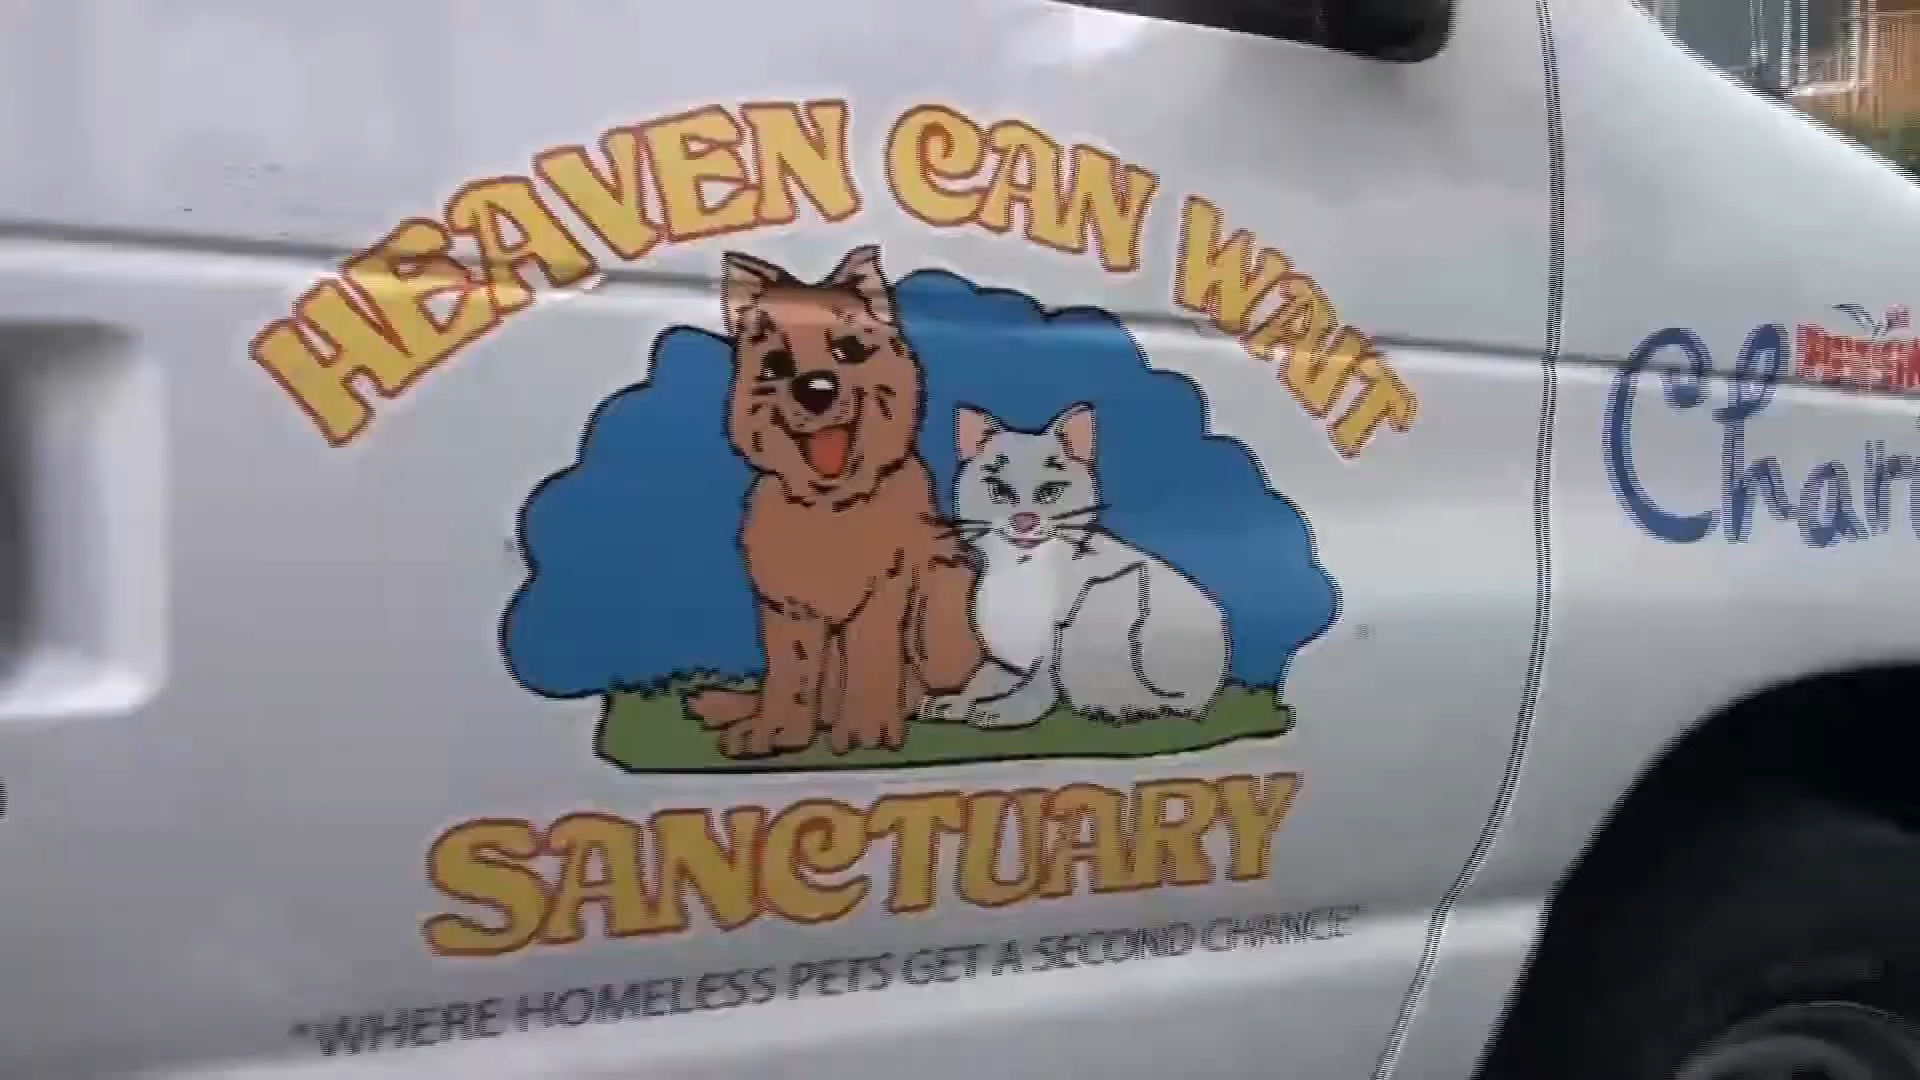 HEAVEN CAN WAIT
SANCTUARY
"WHERE HOMELESS PETS GET A SECOND CHANCE"